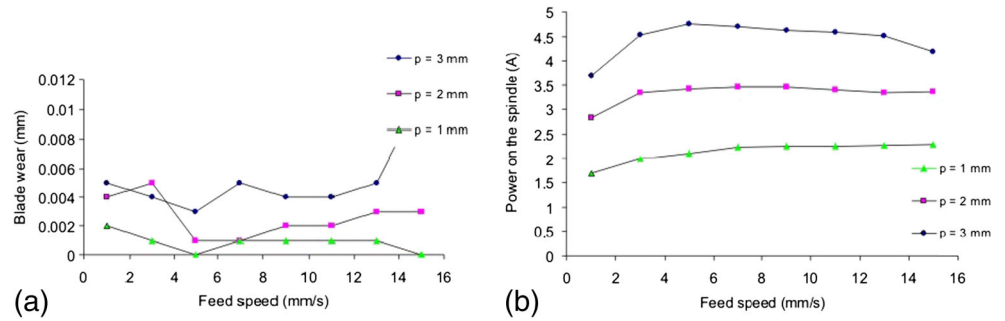 p = 3 mm
p = 2 mm
p = 1 mm
0.012
0.01
0.008
0.006
0.004
0.002
0
Blade wear (mm)
0 2 4 6 8 10 12 14 16
Feed speed (mm/s)
(a)
5
4.5
4
3.5
3
2.5
2
1.5
1
0.5
0
Power on the spindle (A)
p = 1 mm
p = 2 mm
p = 3 mm
0 2 4 6 8 10 12 14 16
Feed speed (mm/s)
(b)